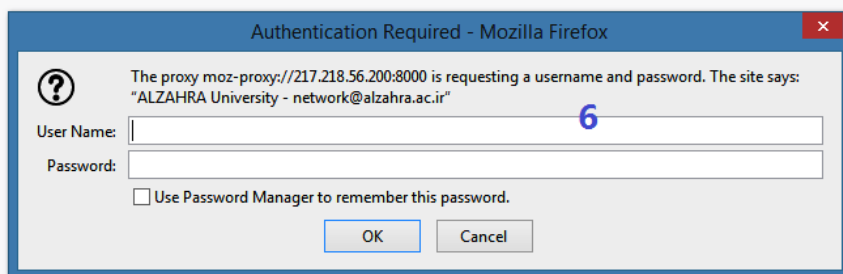 Authentication Required - Mozilla Firefox
The proxy moz-proxy://217.218.56.200:8000 is requesting a username and password. The site says:
"ALZAHRA University - network@alzahra.ac.ir"
6
User Name:
Password:
Use Password Manager to remember this password.
OK Cancel